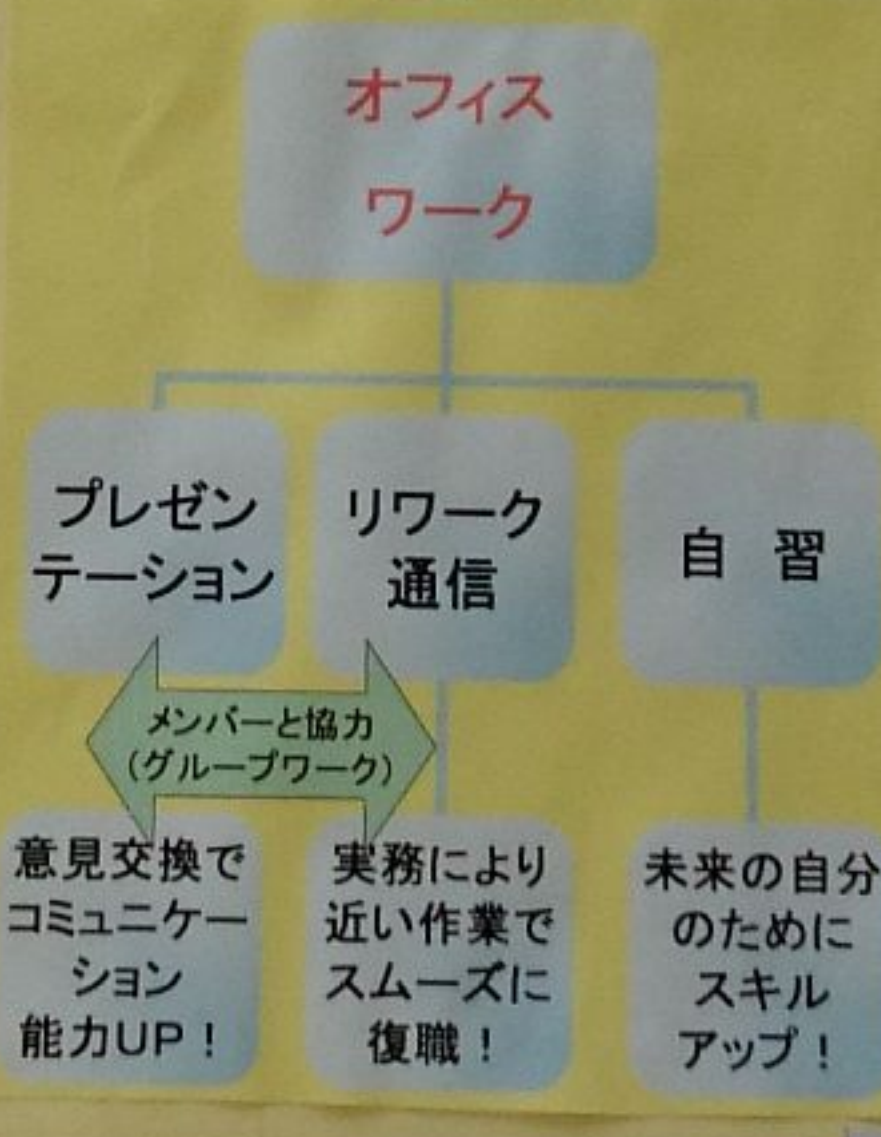 オフィス
ワーク
プレゼン
テーション
リワーク
通信
自 習
メンバーと協力
(グループワーク)
意見交換で
コミュニケー
ション
能力UP！
実務により
近い作業で
スムーズに
復職！
未来の自分
のために
スキル
アップ！